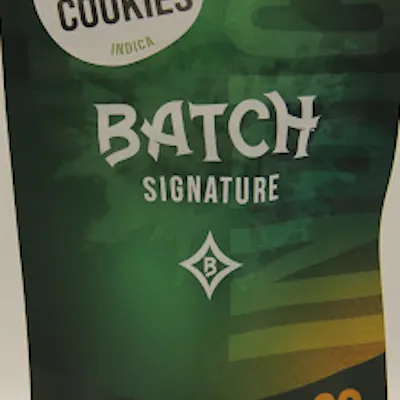 COOKIES
INDICA
BATCH
SIGNATURE
B